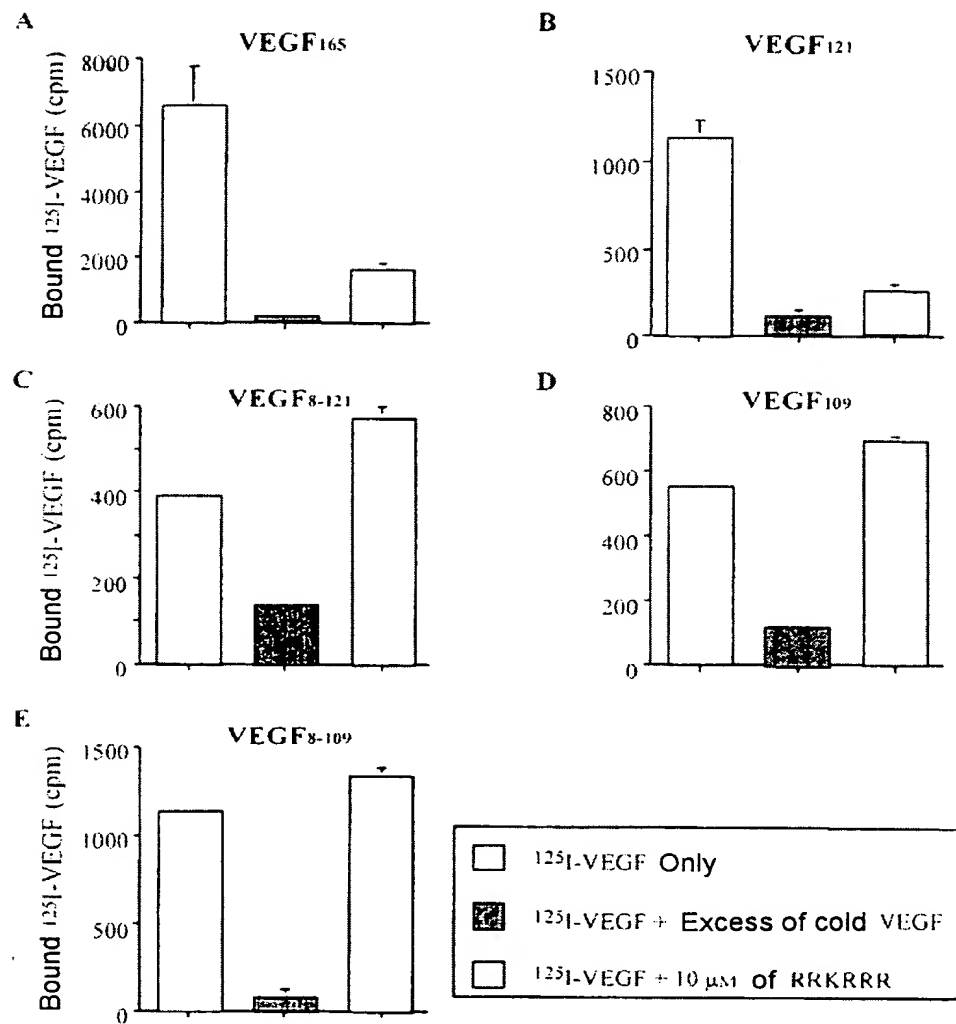 A
VEGF165
Bound 125I-VEGF (cpm)
8000
6000
4000
2000
0
B
VEGF121
1500
1000
500
0
C
VEGF8-121
Bound 125I-VEGF (cpm)
600
400
200
0
D
VEGF109
800
600
400
200
0
E
VEGF8-109
Bound 125I-VEGF (cpm)
1500
1000
500
0
125I-VEGF Only
125I-VEGF + Excess of cold VEGF
125I-VEGF + 10 μM of RRKRRR